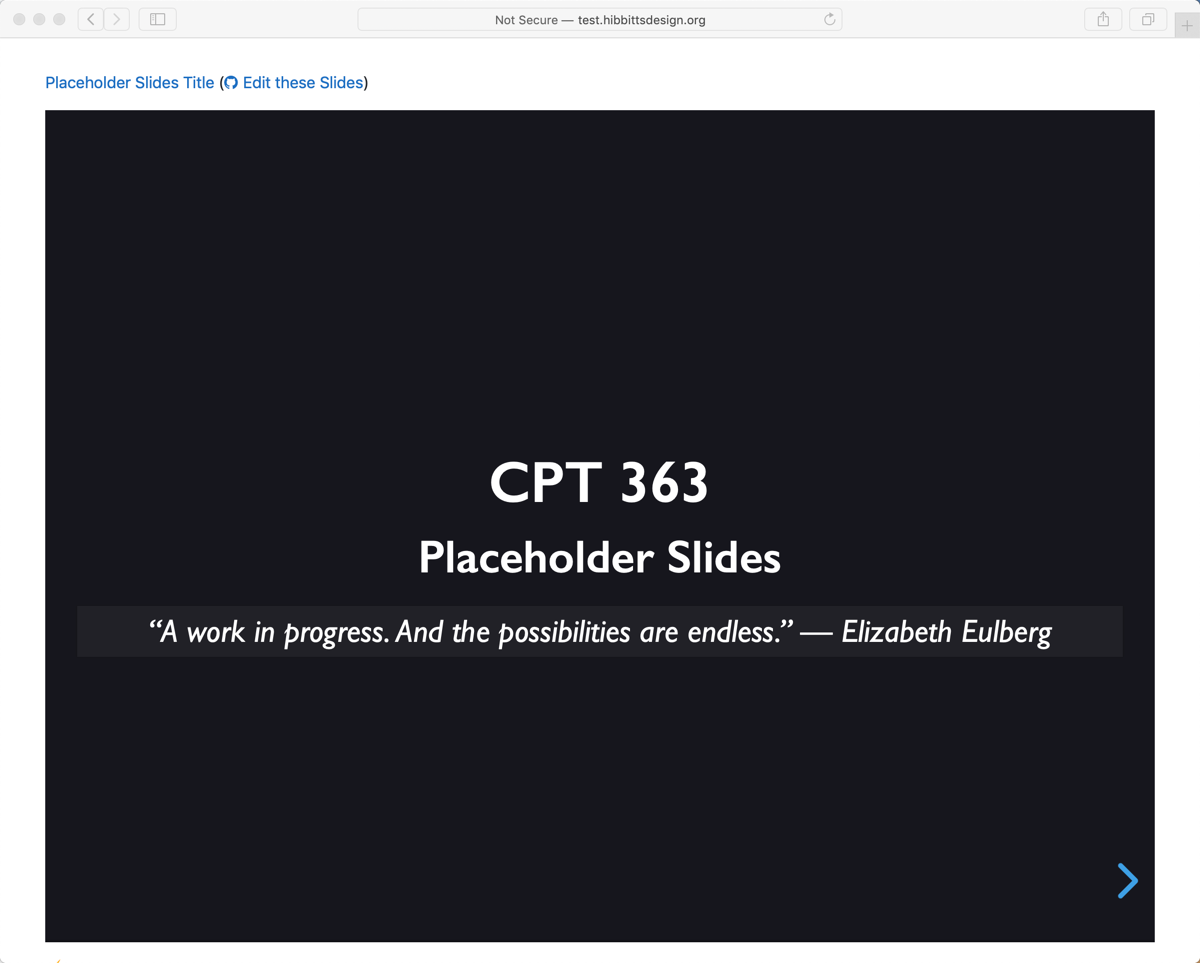 Not Secure — test.hibbittsdesign.org
Placeholder Slides Title ( Edit these Slides)
CPT 363
Placeholder Slides
“A work in progress. And the possibilities are endless.” — Elizabeth Eulberg